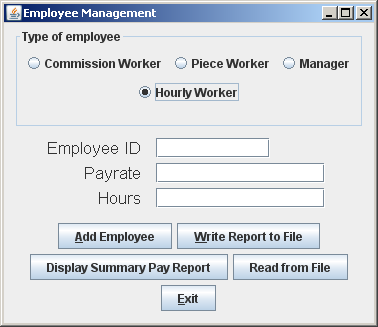 Employee Management
Type of employee
Commission Worker Piece Worker Manager
Hourly Worker
Employee ID
Payrate
Hours
Add Employee Write Report to File
Display Summary Pay Report Read from File
Exit